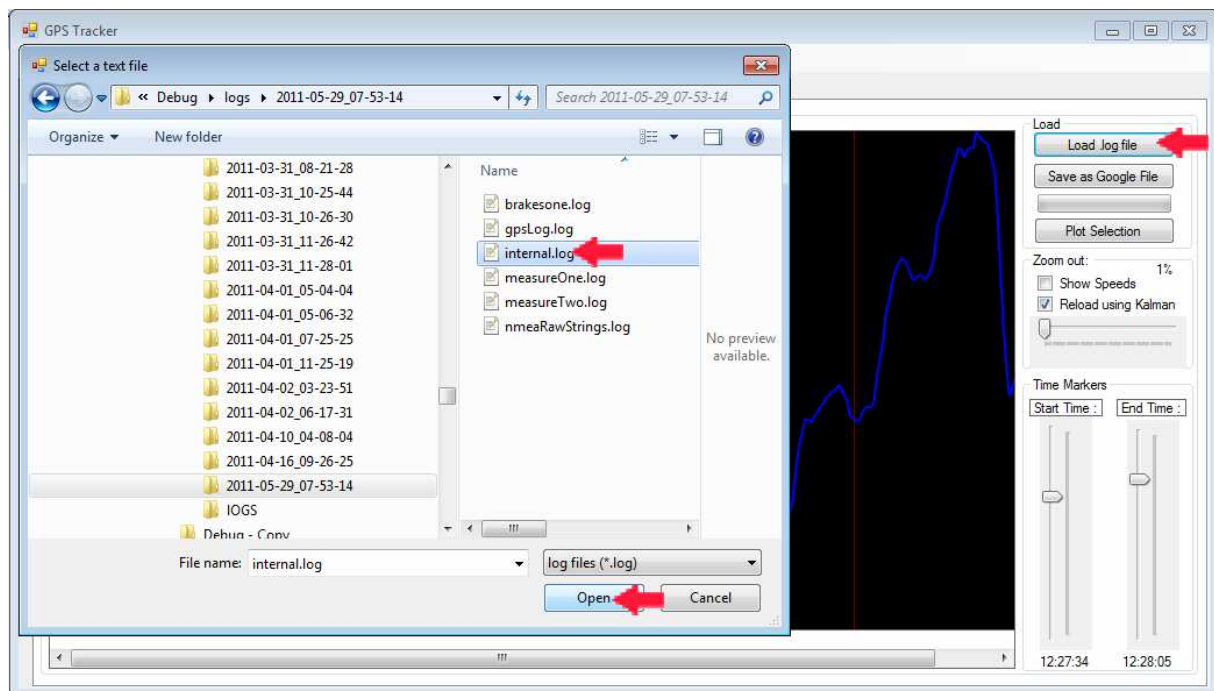 GPS Tracker
Select a text file
« Debug ▸ logs ▸ 2011-05-29_07-53-14
Search 2011-05-29_07-53-14
Organize
New folder
2011-03-31_08-21-28
2011-03-31_10-25-44
2011-03-31_10-26-30
2011-03-31_11-26-42
2011-03-31_11-28-01
2011-04-01_05-04-04
2011-04-01_05-06-32
2011-04-01_07-25-25
2011-04-01_11-25-19
2011-04-02_03-23-51
2011-04-02_06-17-31
2011-04-10_04-08-04
2011-04-16_09-26-25
2011-05-29_07-53-14
IOGS
Debug - Copy
Name
brakesone.log
gpsLog.log
internal.log
measureOne.log
measureTwo.log
nmeaRawStrings.log
No preview
available.
File name:
internal.log
log files (*.log)
Open
Cancel
Load
Load .log file
Save as Google File
Plot Selection
Zoom out:
1%
Show Speeds
Reload using Kalman
Time Markers
Start Time :
End Time :
12:27:34
12:28:05